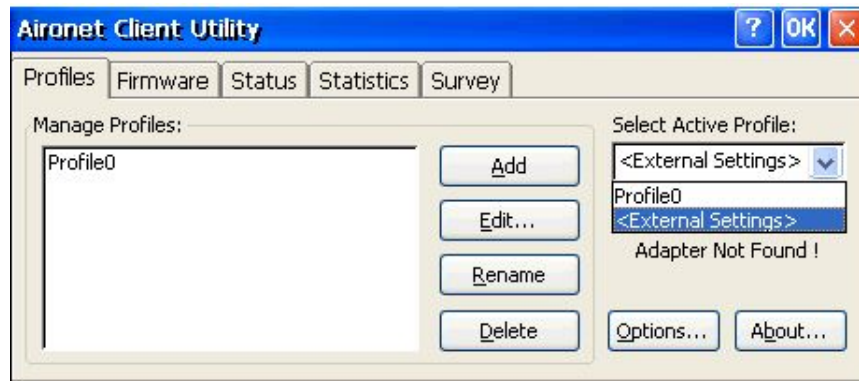 Aironet Client Utility
? OK
Profiles Firmware Status Statistics Survey
Manage Profiles:
Profile0
Add
Edit...
Rename
Delete
Select Active Profile:
<External Settings>
Profile0
<External Settings>
Adapter Not Found !
Options... About...